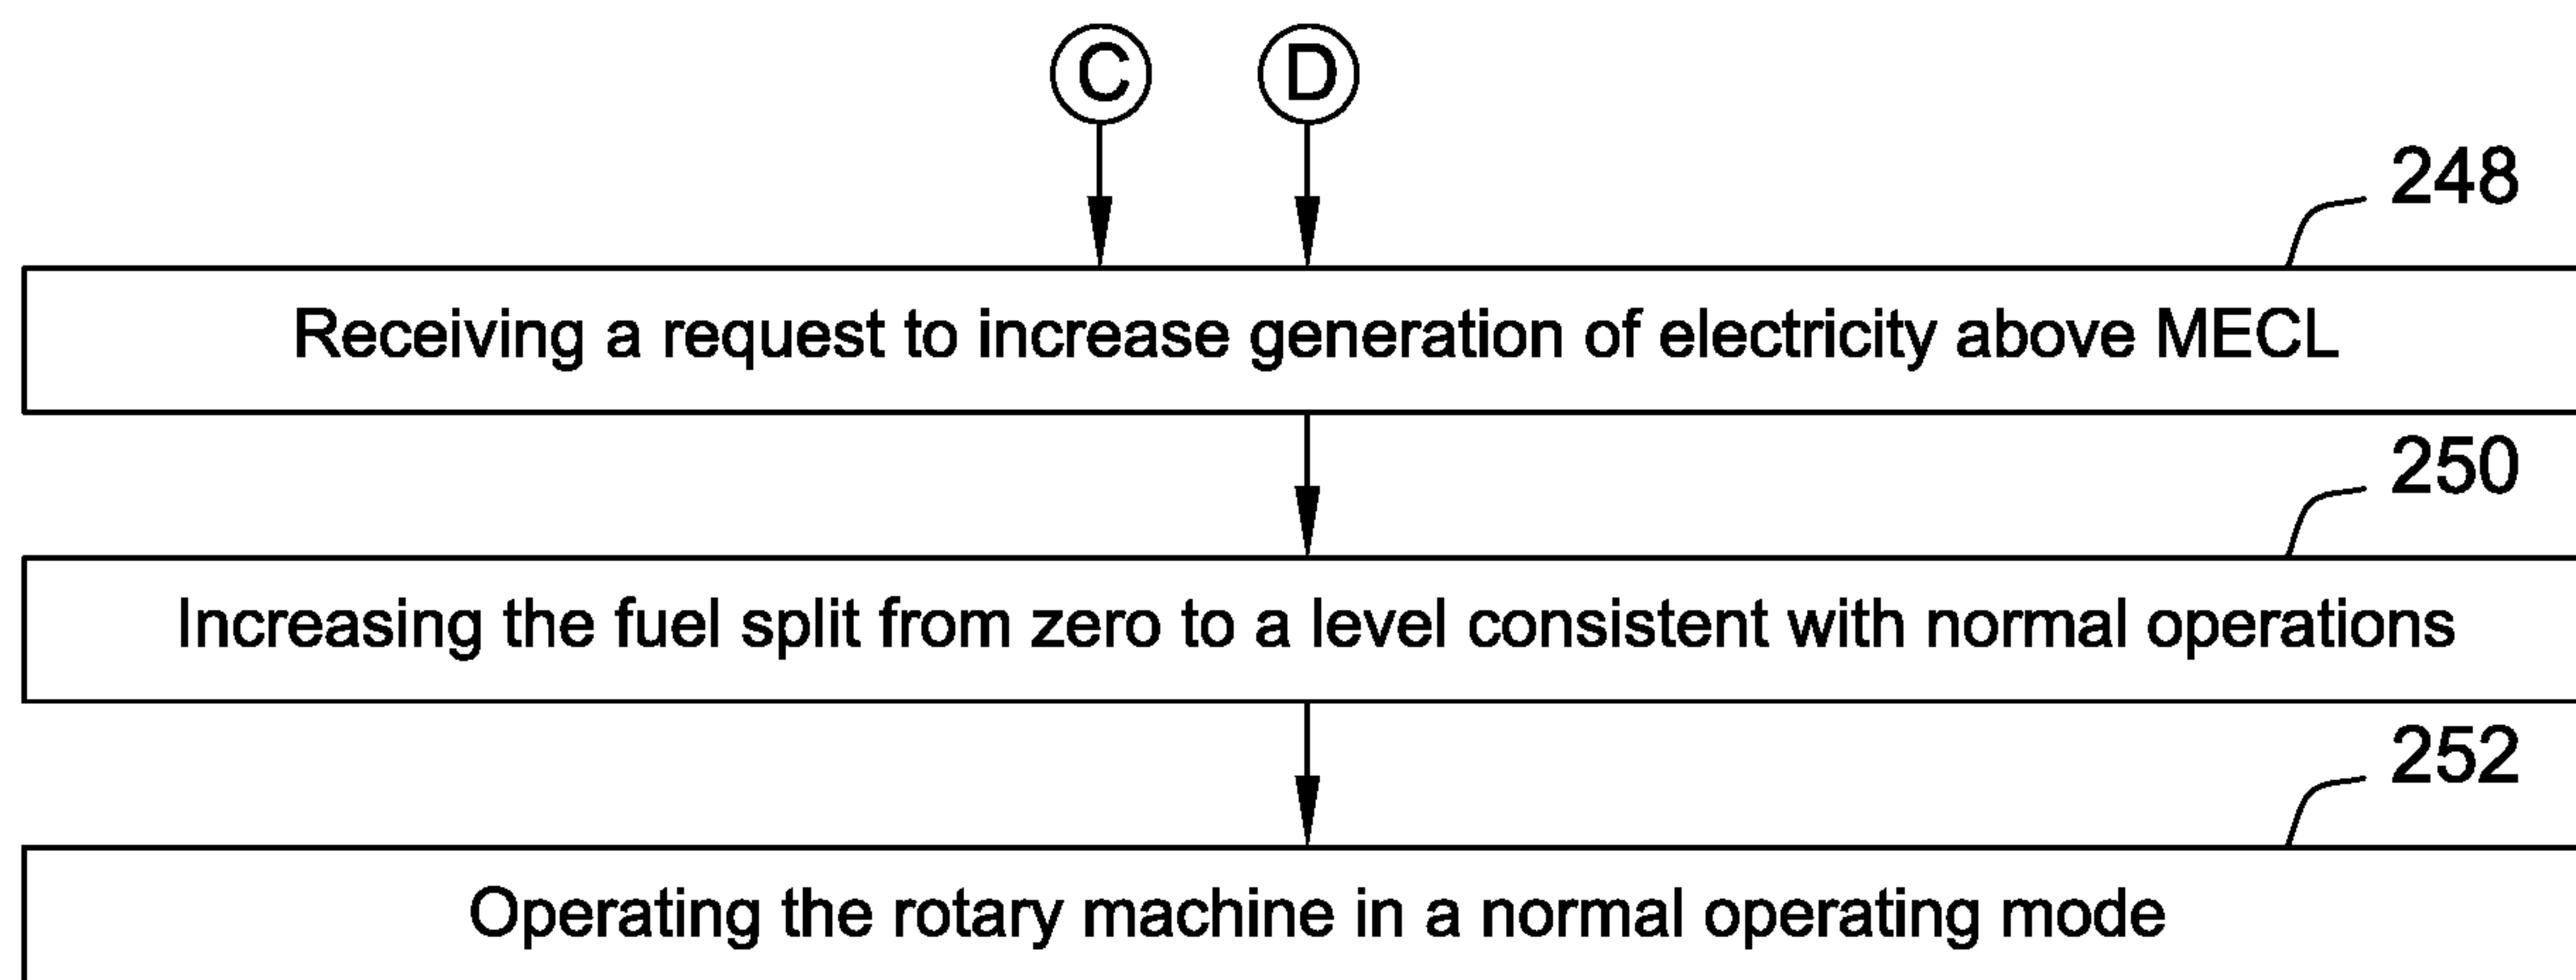 C D
248
Receiving a request to increase generation of electricity above MECL
250
Increasing the fuel split from zero to a level consistent with normal operations
252
Operating the rotary machine in a normal operating mode